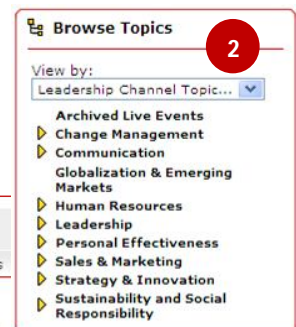 Browse Topics
2
View by:
Leadership Channel Topic...
Archived Live Events
Change Management
Communication
Globalization & Emerging
Markets
Human Resources
Leadership
Personal Effectiveness
Sales & Marketing
Strategy & Innovation
Sustainability and Social
Responsibility